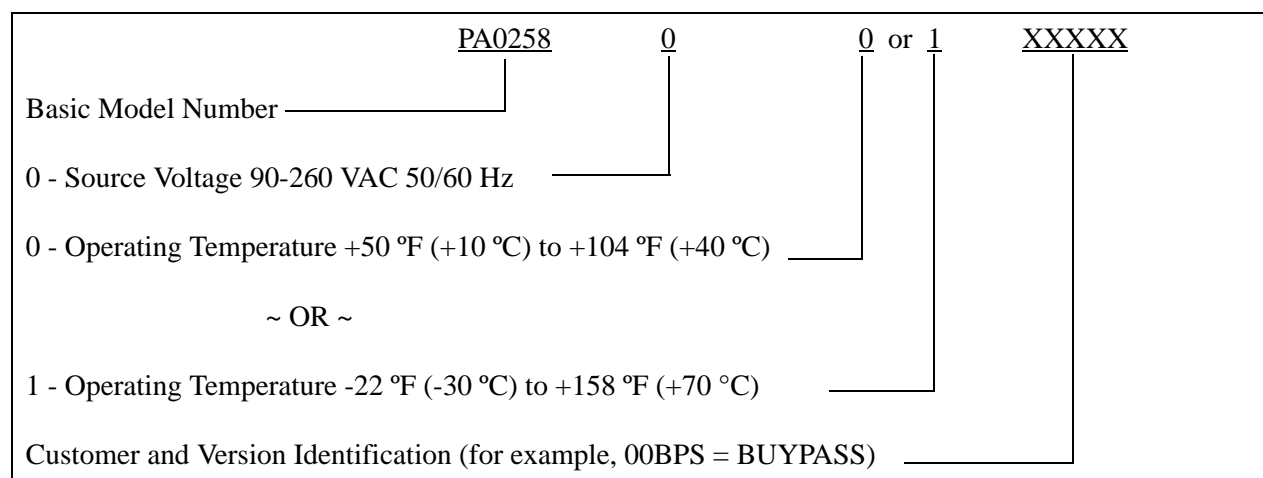 PA0258 0 0 or 1 XXXXX
Basic Model Number
0 - Source Voltage 90-260 VAC 50/60 Hz
0 - Operating Temperature +50 ºF (+10 ºC) to +104 ºF (+40 ºC)
~ OR ~
1 - Operating Temperature -22 ºF (-30 ºC) to +158 ºF (+70 °C)
Customer and Version Identification (for example, 00BPS = BUYPASS)